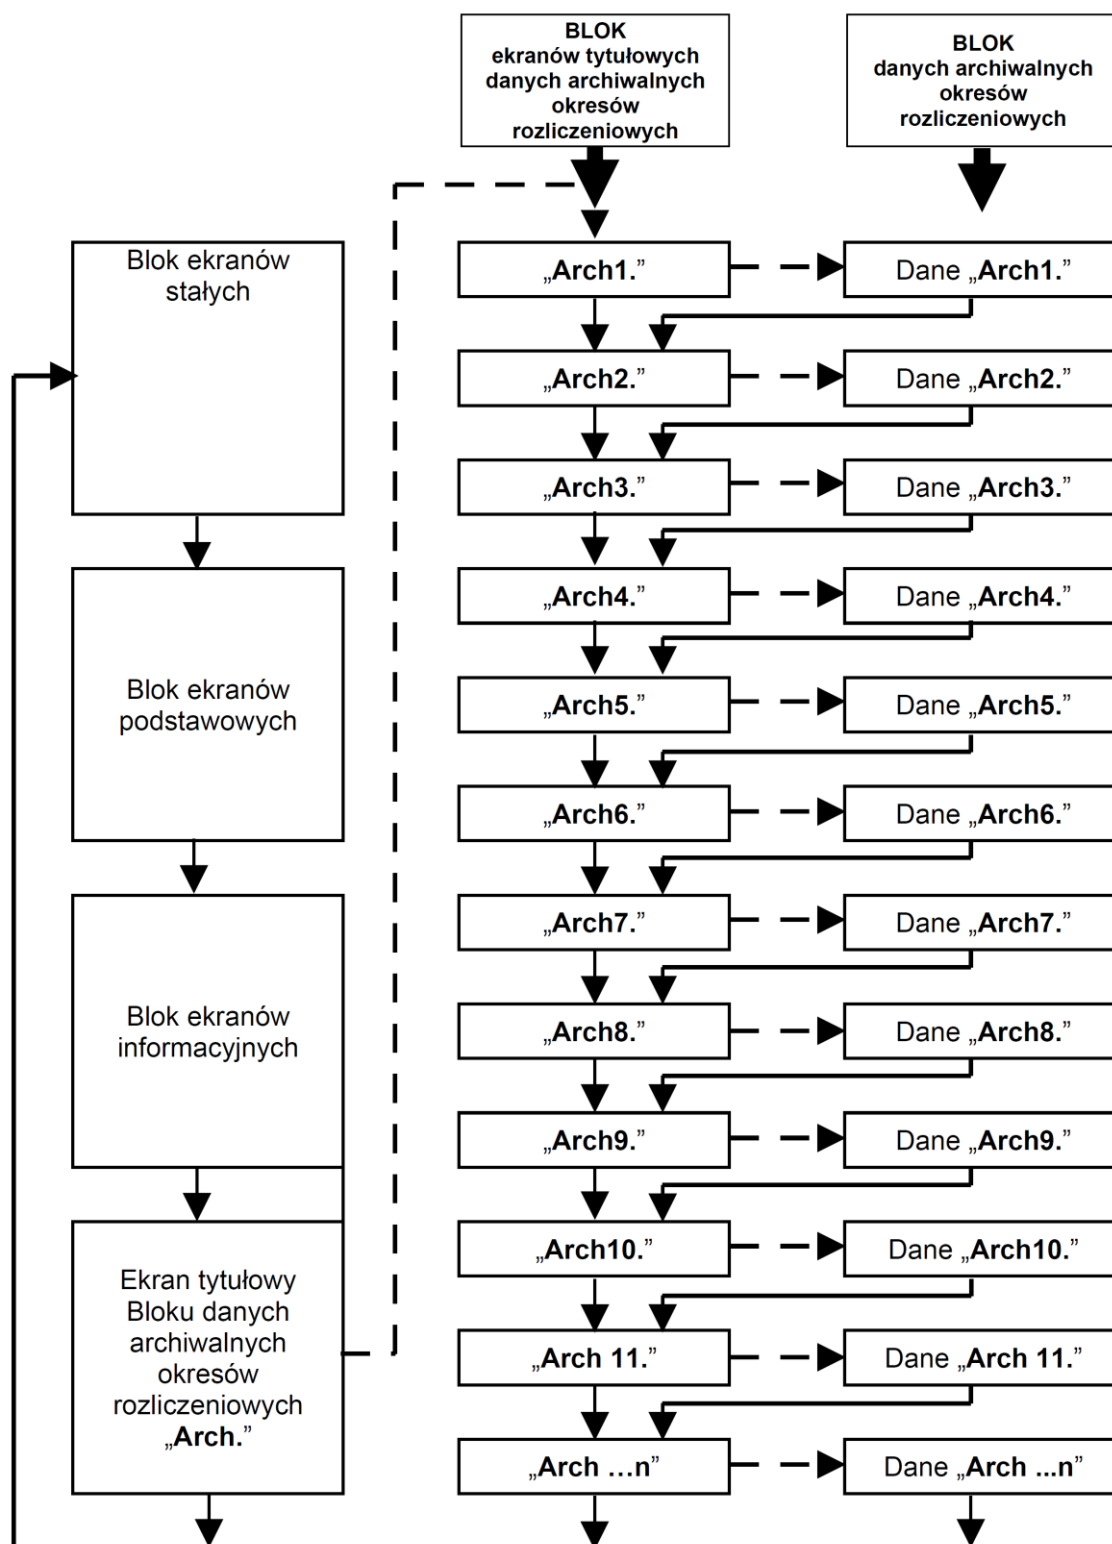 BLOK
ekranów tytułowych
danych archiwalnych
okresów
rozliczeniowych
BLOK
danych archiwalnych
okresów
rozliczeniowych
Blok ekranów
stałych
Blok ekranów
podstawowych
Blok ekranów
informacyjnych
Ekran tytułowy
Bloku danych
archiwalnych
okresów
rozliczeniowych
„Arch.”
„Arch1.”
Dane „Arch1.”
„Arch2.”
Dane „Arch2.”
„Arch3.”
Dane „Arch3.”
„Arch4.”
Dane „Arch4.”
„Arch5.”
Dane „Arch5.”
„Arch6.”
Dane „Arch6.”
„Arch7.”
Dane „Arch7.”
„Arch8.”
Dane „Arch8.”
„Arch9.”
Dane „Arch9.”
„Arch10.”
Dane „Arch10.”
„Arch 11.”
Dane „Arch 11.”
„Arch ...n”
Dane „Arch ...n”